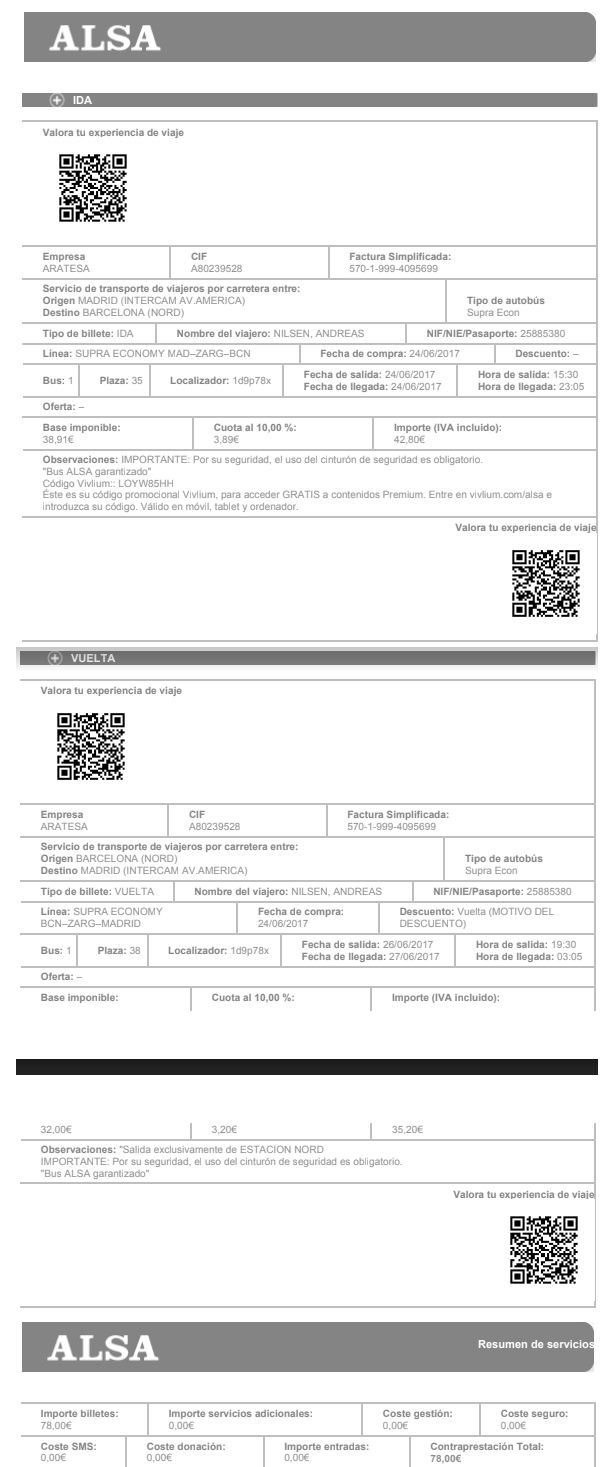 ALSA
IDA
Valora tu experiencia de viaje
Empresa CIF Factura Simplificada:
ARATESA A80239528 570-1-999-4095699
Servicio de transporte de viajeros por carretera entre:
Origen MADRID (INTERCAM AV.AMERICA) Tipo de autobús
Destino BARCELONA (NORD) Supra Econ
Tipo de billete: IDA Nombre del viajero: NILSEN, ANDREAS NIF/NIE/Pasaporte: 25885380
Línea: SUPRA ECONOMY MAD–ZARG–BCN Fecha de compra: 24/06/2017 Descuento: –
Bus: 1 Plaza: 35 Localizador: 1d9p78x Fecha de salida: 24/06/2017 Hora de salida: 15:30
Fecha de llegada: 24/06/2017 Hora de llegada: 23:05
Oferta: –
Base imponible: Cuota al 10,00 %: Importe (IVA incluido):
38,91€ 3,89€ 42,80€
Observaciones: IMPORTANTE: Por su seguridad, el uso del cinturón de seguridad es obligatorio.
"Bus ALSA garantizado"
Código Vivlium:: LOYW85HH
Éste es su código promocional Vivlium, para acceder GRATIS a contenidos Premium. Entre en vivlium.com/alsa e
introduzca su código. Válido en móvil, tablet y ordenador.
Valora tu experiencia de viaje
VUELTA
Valora tu experiencia de viaje
Empresa CIF Factura Simplificada:
ARATESA A80239528 570-1-999-4095699
Servicio de transporte de viajeros por carretera entre:
Origen BARCELONA (NORD) Tipo de autobús
Destino MADRID (INTERCAM AV.AMERICA) Supra Econ
Tipo de billete: VUELTA Nombre del viajero: NILSEN, ANDREAS NIF/NIE/Pasaporte: 25885380
Línea: SUPRA ECONOMY Fecha de compra: Descuento: Vuelta (MOTIVO DEL
BCN–ZARG–MADRID 24/06/2017 DESCUENTO)
Bus: 1 Plaza: 38 Localizador: 1d9p78x Fecha de salida: 26/06/2017 Hora de salida: 19:30
Fecha de llegada: 27/06/2017 Hora de llegada: 03:05
Oferta: –
Base imponible: Cuota al 10,00 %: Importe (IVA incluido):
32,00€ 3,20€ 35,20€
Observaciones: "Salida exclusivamente de ESTACION NORD
IMPORTANTE: Por su seguridad, el uso del cinturón de seguridad es obligatorio.
"Bus ALSA garantizado"
Valora tu experiencia de viaje
ALSA Resumen de servicios
Importe billetes: Importe servicios adicionales: Coste gestión: Coste seguro:
78,00€ 0,00€ 0,00€ 0,00€
Coste SMS: Coste donación: Importe entradas: Contraprestación Total:
0,00€ 0,00€ 0,00€ 78,00€